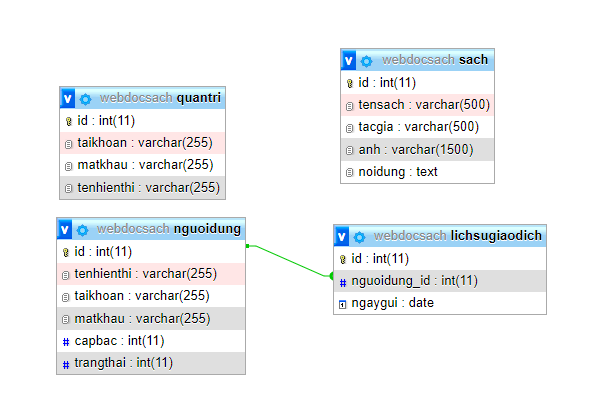 webdocsach quantri
id : int(11)
taikhoan : varchar(255)
matkhau : varchar(255)
tenhienthi : varchar(255)
webdocsach sach
id : int(11)
tensach : varchar(500)
tacgia : varchar(500)
anh : varchar(1500)
noidung : text
webdocsach nguoidung
id : int(11)
tenhienthi : varchar(255)
taikhoan : varchar(255)
matkhau : varchar(255)
# capbac : int(11)
# trangthai : int(11)
webdocsach lichsugiaodich
id : int(11)
# nguoidung_id : int(11)
ngaygui : date